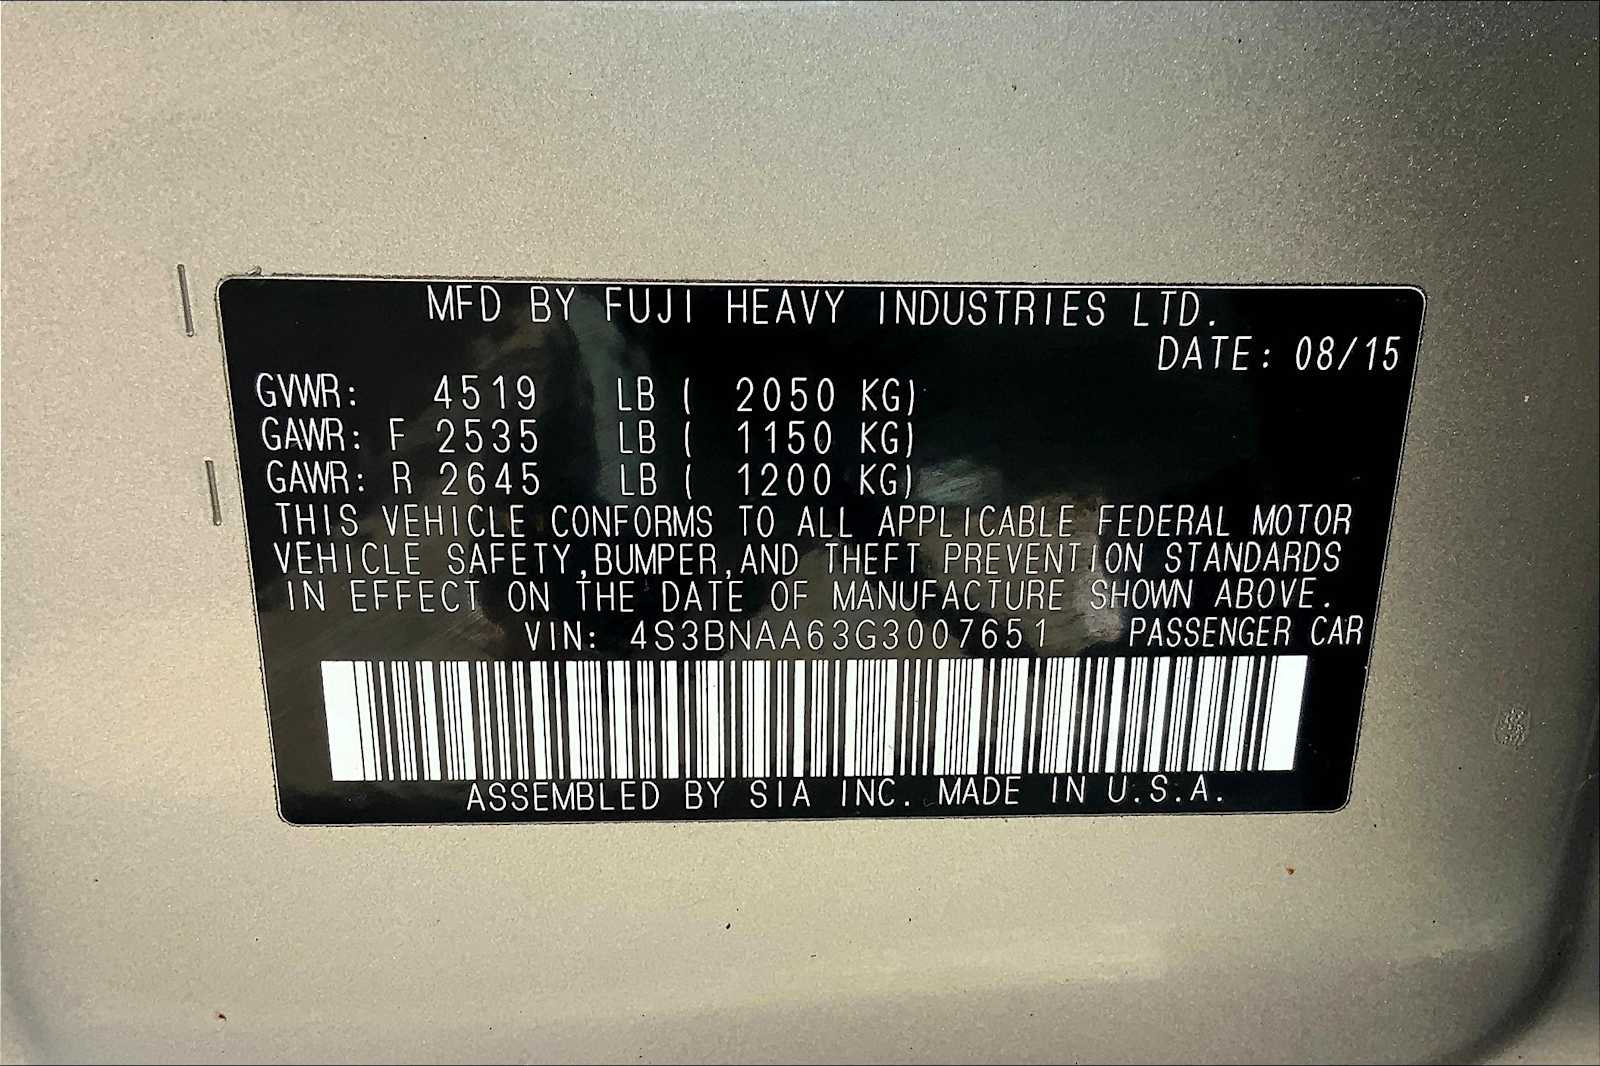 MFD BY FUJI HEAVY INDUSTRIES LTD.
DATE: 08/15
GVWR: 4519 LB ( 2050 KG)
GAWR: F 2535 LB ( 1150 KG)
GAWR: R 2645 LB ( 1200 KG)
THIS VEHICLE CONFORMS TO ALL APPLICABLE FEDERAL MOTOR
VEHICLE SAFETY,BUMPER,AND THEFT PREVENTION STANDARDS
IN EFFECT ON THE DATE OF MANUFACTURE SHOWN ABOVE.
VIN: 4S3BNAA63G3007651 PASSENGER CAR
ASSEMBLED BY SIA INC. MADE IN U.S.A.